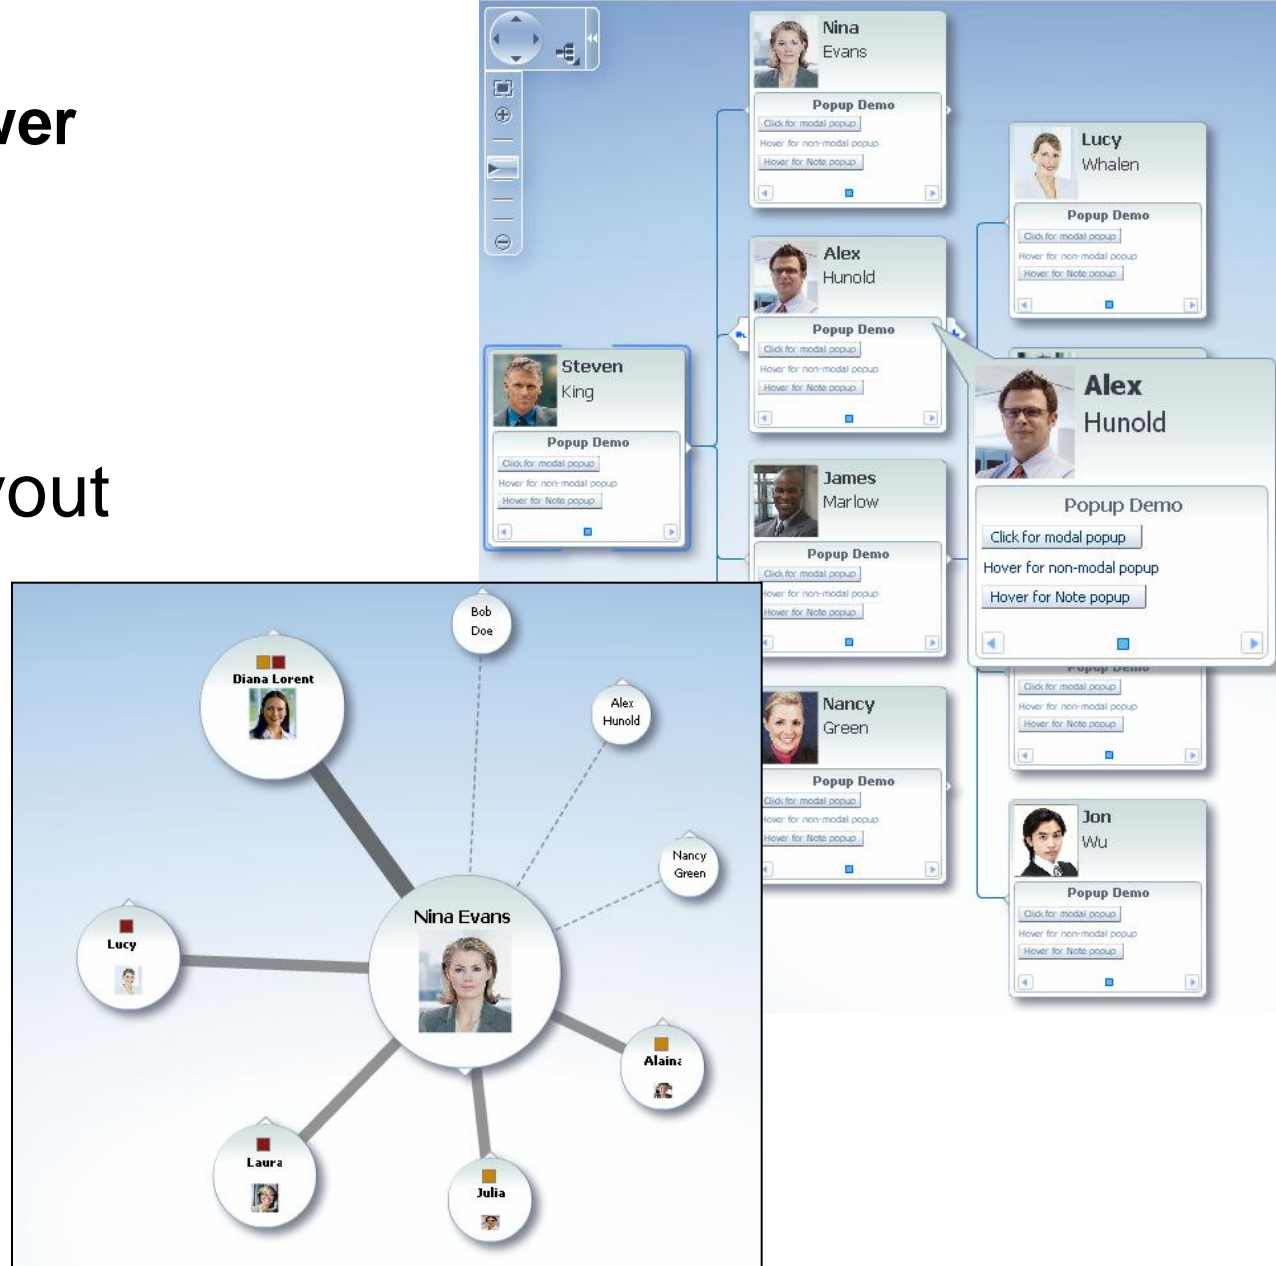 ver
yout
Nina
Evans
Popup Demo
Click for modal popup
Hover for non-modal popup
Hover for Note popup
Lucy
Whalen
Popup Demo
Click for modal popup
Hover for non-modal popup
Hover for Note popup
Alex
Hunold
Popup Demo
Click for modal popup
Hover for non-modal popup
Hover for Note popup
Steven
King
Popup Demo
Click for modal popup
Hover for non-modal popup
Hover for Note popup
Alex
Hunold
Popup Demo
Click for modal popup
Hover for non-modal popup
Hover for Note popup
James
Marlow
Popup Demo
Click for modal popup
Hover for non-modal popup
Hover for Note popup
Popup Demo
Click for modal popup
Hover for non-modal popup
Hover for Note popup
Nancy
Green
Popup Demo
Click for modal popup
Hover for non-modal popup
Hover for Note popup
Jon
Wu
Popup Demo
Click for modal popup
Hover for non-modal popup
Hover for Note popup
Bob
Doe
Diana Lorent
Alex
Hunold
Nancy
Green
Nina Evans
Lucy
Alaina
Laura
Julia